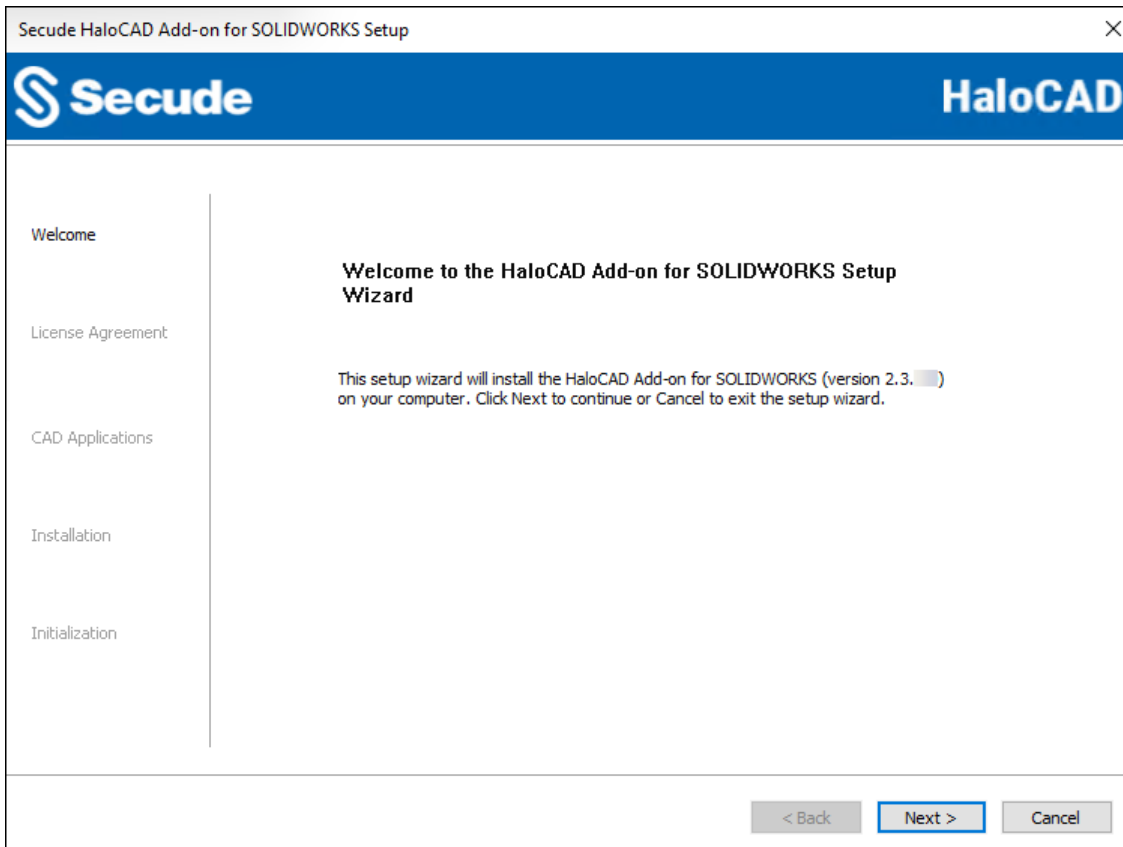 Secude HaloCAD Add-on for SOLIDWORKS Setup
Secude
HaloCAD
Welcome
License Agreement
CAD Applications
Installation
Initialization
Welcome to the HaloCAD Add-on for SOLIDWORKS Setup
Wizard
This setup wizard will install the HaloCAD Add-on for SOLIDWORKS (version 2.3. )
on your computer. Click Next to continue or Cancel to exit the setup wizard.
< Back
Next >
Cancel